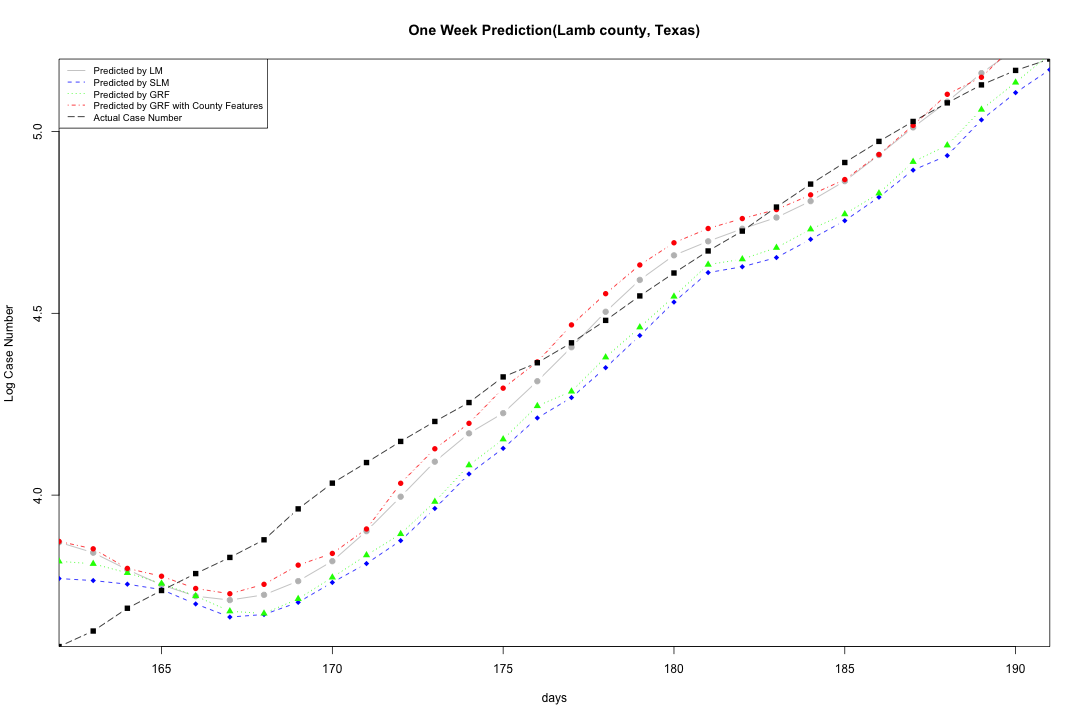 One Week Prediction(Lamb county, Texas)
Predicted by LM
Predicted by SLM
Predicted by GRF
Predicted by GRF with County Features
Actual Case Number
5.0
4.5
4.0
Log Case Number
165 170 175 180 185 190
days